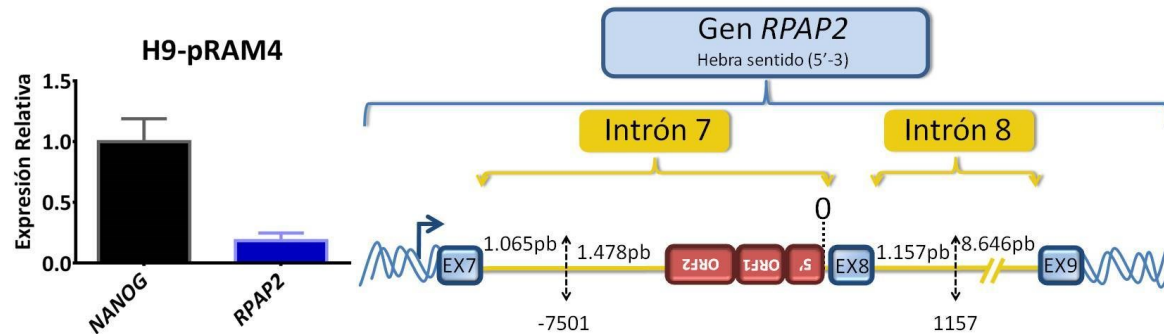 H9-pRAM4
Expresión Relativa
1.5
1.0
0.5
0.0
NANOG
RPAP2
Gen RPAP2
Hebra sentido (5′-3)
Intrón 7
Intrón 8
0
EX7
1.065pb
1.478pb
ORF2
ORF1
5′
EX8
1.157pb
8.646pb
EX9
-7501
1157